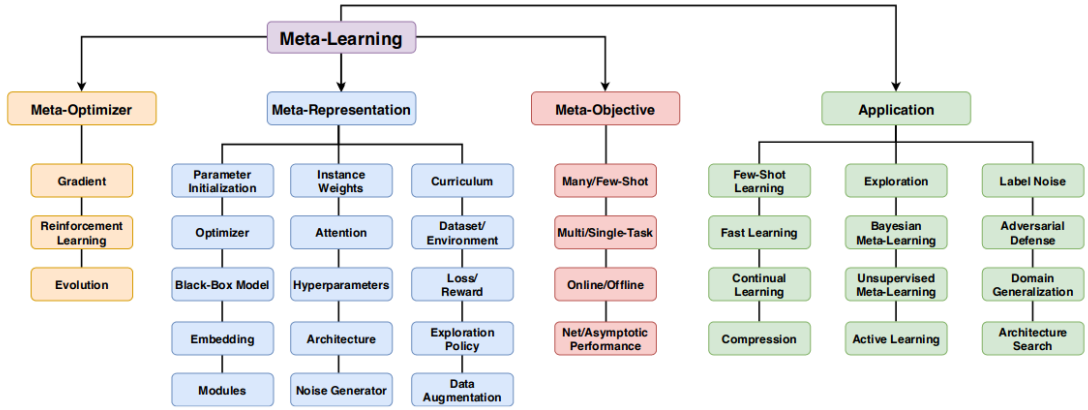 Meta-Learning
Meta-Optimizer
Meta-Representation
Meta-Objective
Application
Gradient
Reinforcement
Learning
Evolution
Parameter
Initialization
Optimizer
Black-Box Model
Embedding
Modules
Instance
Weights
Attention
Hyperparameters
Architecture
Noise Generator
Curriculum
Dataset/
Environment
Loss/
Reward
Exploration
Policy
Data
Augmentation
Many/Few-Shot
Multi/Single-Task
Online/Offline
Net/Asymptotic
Performance
Few-Shot
Learning
Fast Learning
Continual
Learning
Compression
Exploration
Bayesian
Meta-Learning
Unsupervised
Meta-Learning
Active Learning
Label Noise
Adversarial
Defense
Domain
Generalization
Architecture
Search